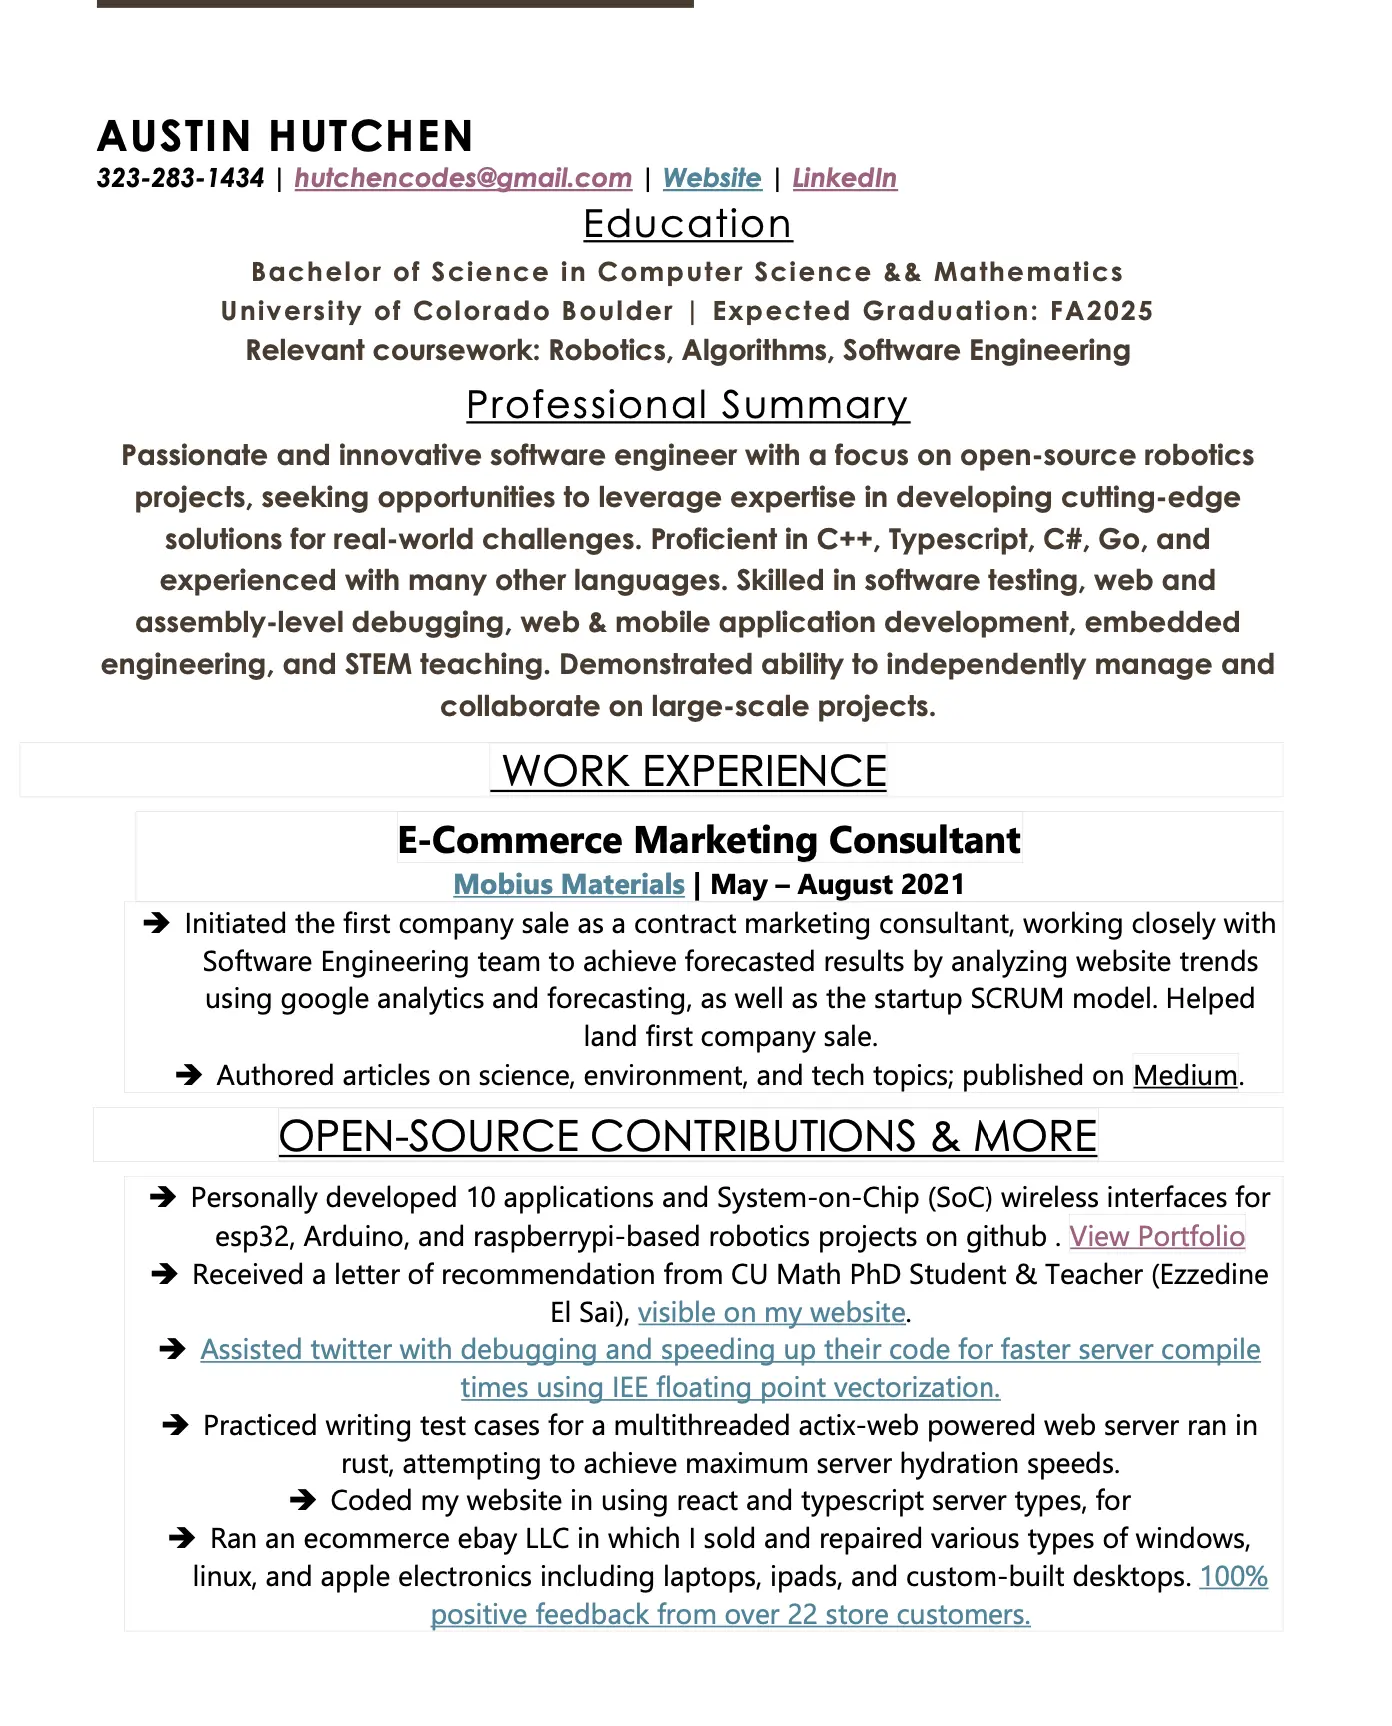 AUSTIN HUTCHEN
323-283-1434 | hutchencodes@gmail.com | Website | LinkedIn
Education
Bachelor of Science in Computer Science && Mathematics
University of Colorado Boulder | Expected Graduation: FA2025
Relevant coursework: Robotics, Algorithms, Software Engineering
Professional Summary
Passionate and innovative software engineer with a focus on open-source robotics
projects, seeking opportunities to leverage expertise in developing cutting-edge
solutions for real-world challenges. Proficient in C++, Typescript, C#, Go, and
experienced with many other languages. Skilled in software testing, web and
assembly-level debugging, web & mobile application development, embedded
engineering, and STEM teaching. Demonstrated ability to independently manage and
collaborate on large-scale projects.
WORK EXPERIENCE
E-Commerce Marketing Consultant
Mobius Materials | May – August 2021
➔ Initiated the first company sale as a contract marketing consultant, working closely with
Software Engineering team to achieve forecasted results by analyzing website trends
using google analytics and forecasting, as well as the startup SCRUM model. Helped
land first company sale.
➔ Authored articles on science, environment, and tech topics; published on Medium.
OPEN-SOURCE CONTRIBUTIONS & MORE
➔ Personally developed 10 applications and System-on-Chip (SoC) wireless interfaces for
esp32, Arduino, and raspberrypi-based robotics projects on github . View Portfolio
➔ Received a letter of recommendation from CU Math PhD Student & Teacher (Ezzedine
El Sai), visible on my website.
➔ Assisted twitter with debugging and speeding up their code for faster server compile
times using IEE floating point vectorization.
➔ Practiced writing test cases for a multithreaded actix-web powered web server ran in
rust, attempting to achieve maximum server hydration speeds.
➔ Coded my website in using react and typescript server types, for
➔ Ran an ecommerce ebay LLC in which I sold and repaired various types of windows,
linux, and apple electronics including laptops, ipads, and custom-built desktops. 100%
positive feedback from over 22 store customers.